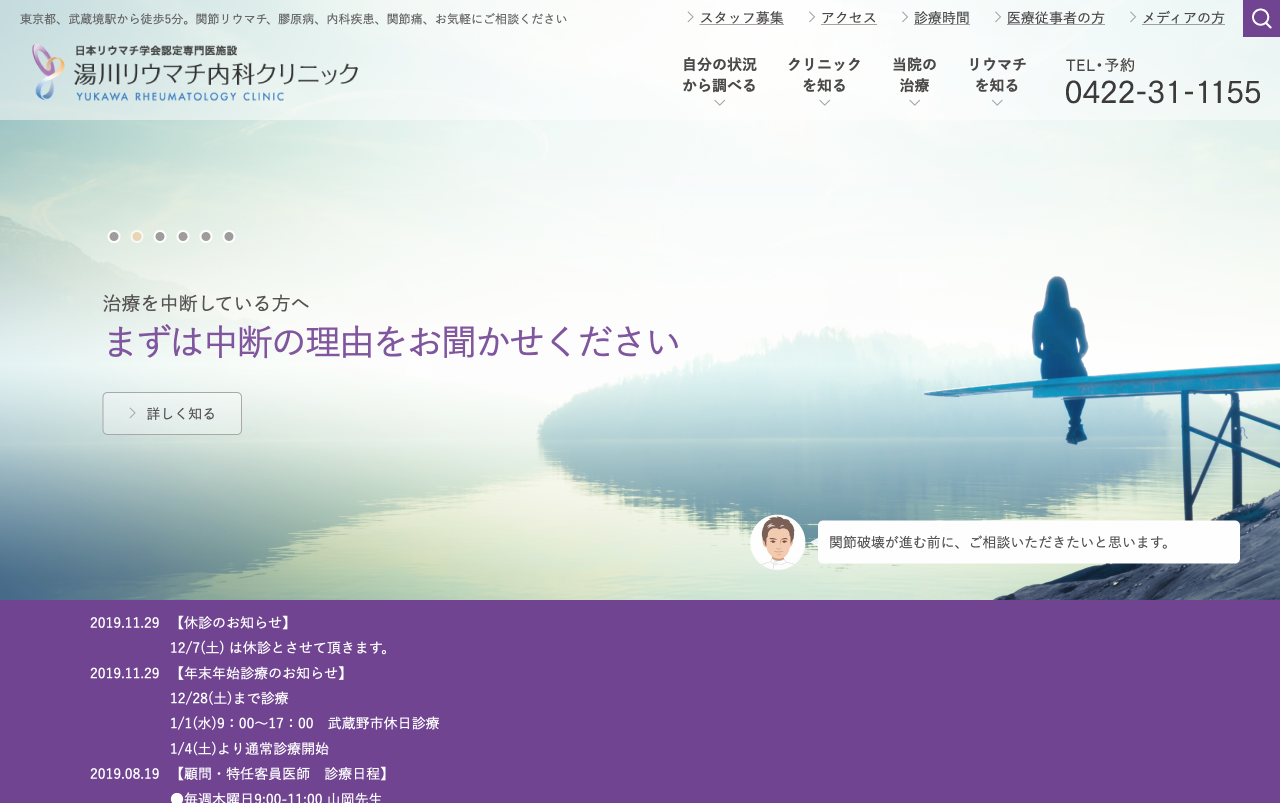 東京都、武蔵境駅から徒歩5分。関節リウマチ、膠原病、内科疾患、関節痛、お気軽にご相談ください
スタッフ募集
アクセス
診療時間
医療従事者の方
メディアの方
日本リウマチ学会認定専門医施設
湯川リウマチ内科クリニック
YUKAWA RHEUMATOLOGY CLINIC
自分の状況
から調べる
クリニック
を知る
当院の
治療
リウマチ
を知る
TEL・予約
0422-31-1155
治療を中断している方へ
まずは中断の理由をお聞かせください
詳しく知る
関節破壊が進む前に、ご相談いただきたいと思います。
2019.11.29 【休診のお知らせ】
12/7(土) は休診とさせて頂きます。
2019.11.29 【年末年始診療のお知らせ】
12/28(土)まで診療
1/1(水)9：00〜17：00　武蔵野市休日診療
1/4(土)より通常診療開始
2019.08.19 【顧問・特任客員医師　診療日程】
●毎週木曜日9:00-11:00 山岡先生